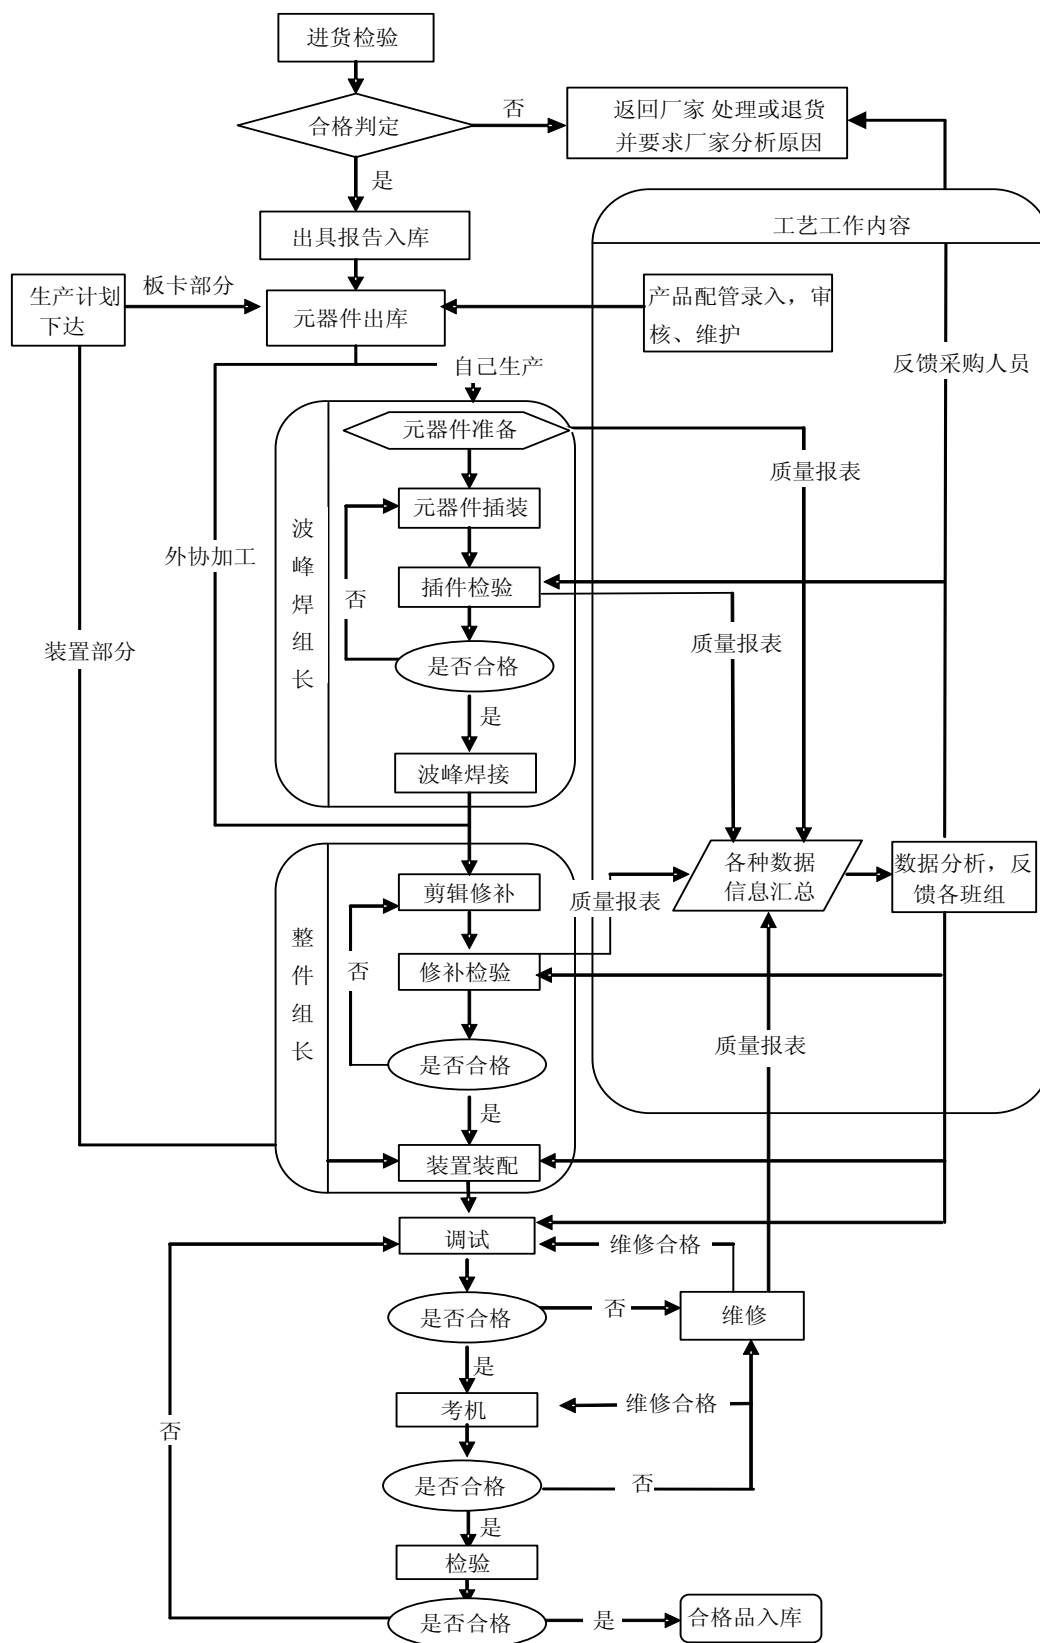 进货检验
合格判定
否
返回厂家 处理或退货
并要求厂家分析原因
是
出具报告入库
工艺工作内容
生产计划
下达
板卡部分
元器件出库
产品配管录入，审
核、维护
反馈采购人员
自己生产
元器件准备
质量报表
元器件插装
波
峰
焊
组
长
外协加工
插件检验
否
质量报表
装置部分
是否合格
是
波峰焊接
各种数据
信息汇总
数据分析，反
馈各班组
剪辑修补
质量报表
整
件
组
长
否
修补检验
质量报表
是否合格
是
装置装配
调试
维修合格
是否合格
否
维修
是
考机
维修合格
否
是否合格
否
是
检验
是否合格
是
合格品入库